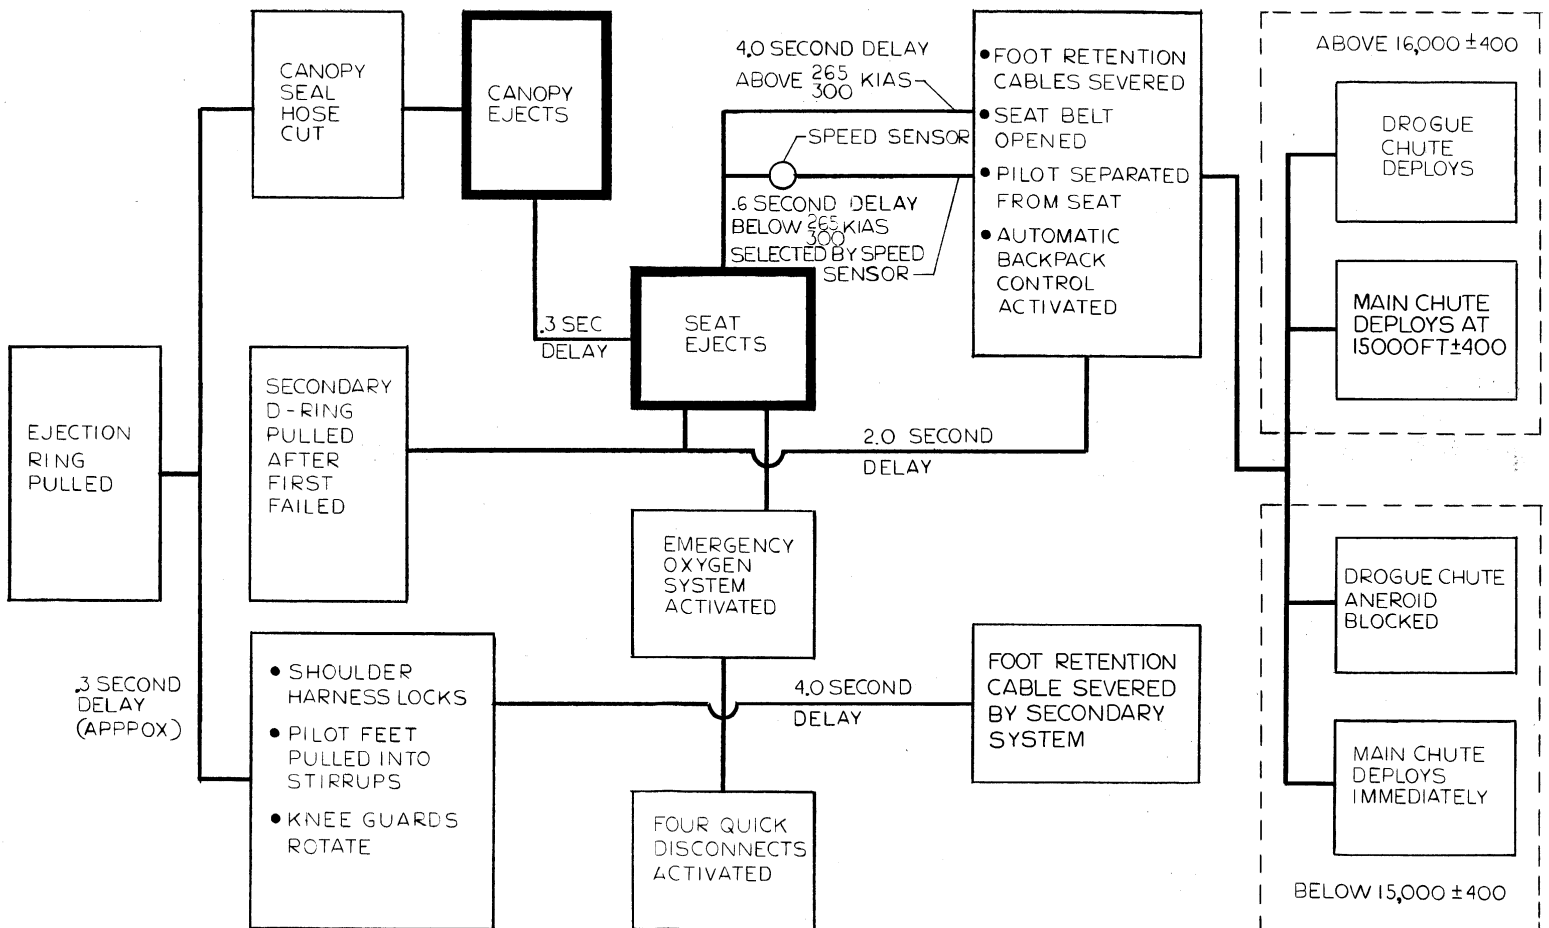 EJECTION
RING
PULLED
.3 SECOND
DELAY
(APPPOX)
CANOPY
SEAL
HOSE
CUT
CANOPY
EJECTS
.3 SEC
DELAY
SECONDARY
D-RING
PULLED
AFTER
FIRST
FAILED
• SHOULDER
HARNESS LOCKS
• PILOT FEET
PULLED INTO
STIRRUPS
• KNEE GUARDS
ROTATE
SEAT
EJECTS
4.0 SECOND DELAY
ABOVE 265/300 KIAS
SPEED SENSOR
.6 SECOND DELAY
BELOW 265/300 KIAS
SELECTED BY SPEED
SENSOR
2.0 SECOND
DELAY
EMERGENCY
OXYGEN
SYSTEM
ACTIVATED
4.0 SECOND
DELAY
FOUR QUICK
DISCONNECTS
ACTIVATED
• FOOT RETENTION
CABLES SEVERED
• SEAT BELT
OPENED
• PILOT SEPARATED
FROM SEAT
• AUTOMATIC
BACKPACK
CONTROL
ACTIVATED
FOOT RETENTION
CABLE SEVERED
BY SECONDARY
SYSTEM
ABOVE 16,000 ±400
DROGUE
CHUTE
DEPLOYS
MAIN CHUTE
DEPLOYS AT
15000FT±400
DROGUE CHUTE
ANEROID
BLOCKED
MAIN CHUTE
DEPLOYS
IMMEDIATELY
BELOW 15,000 ±400